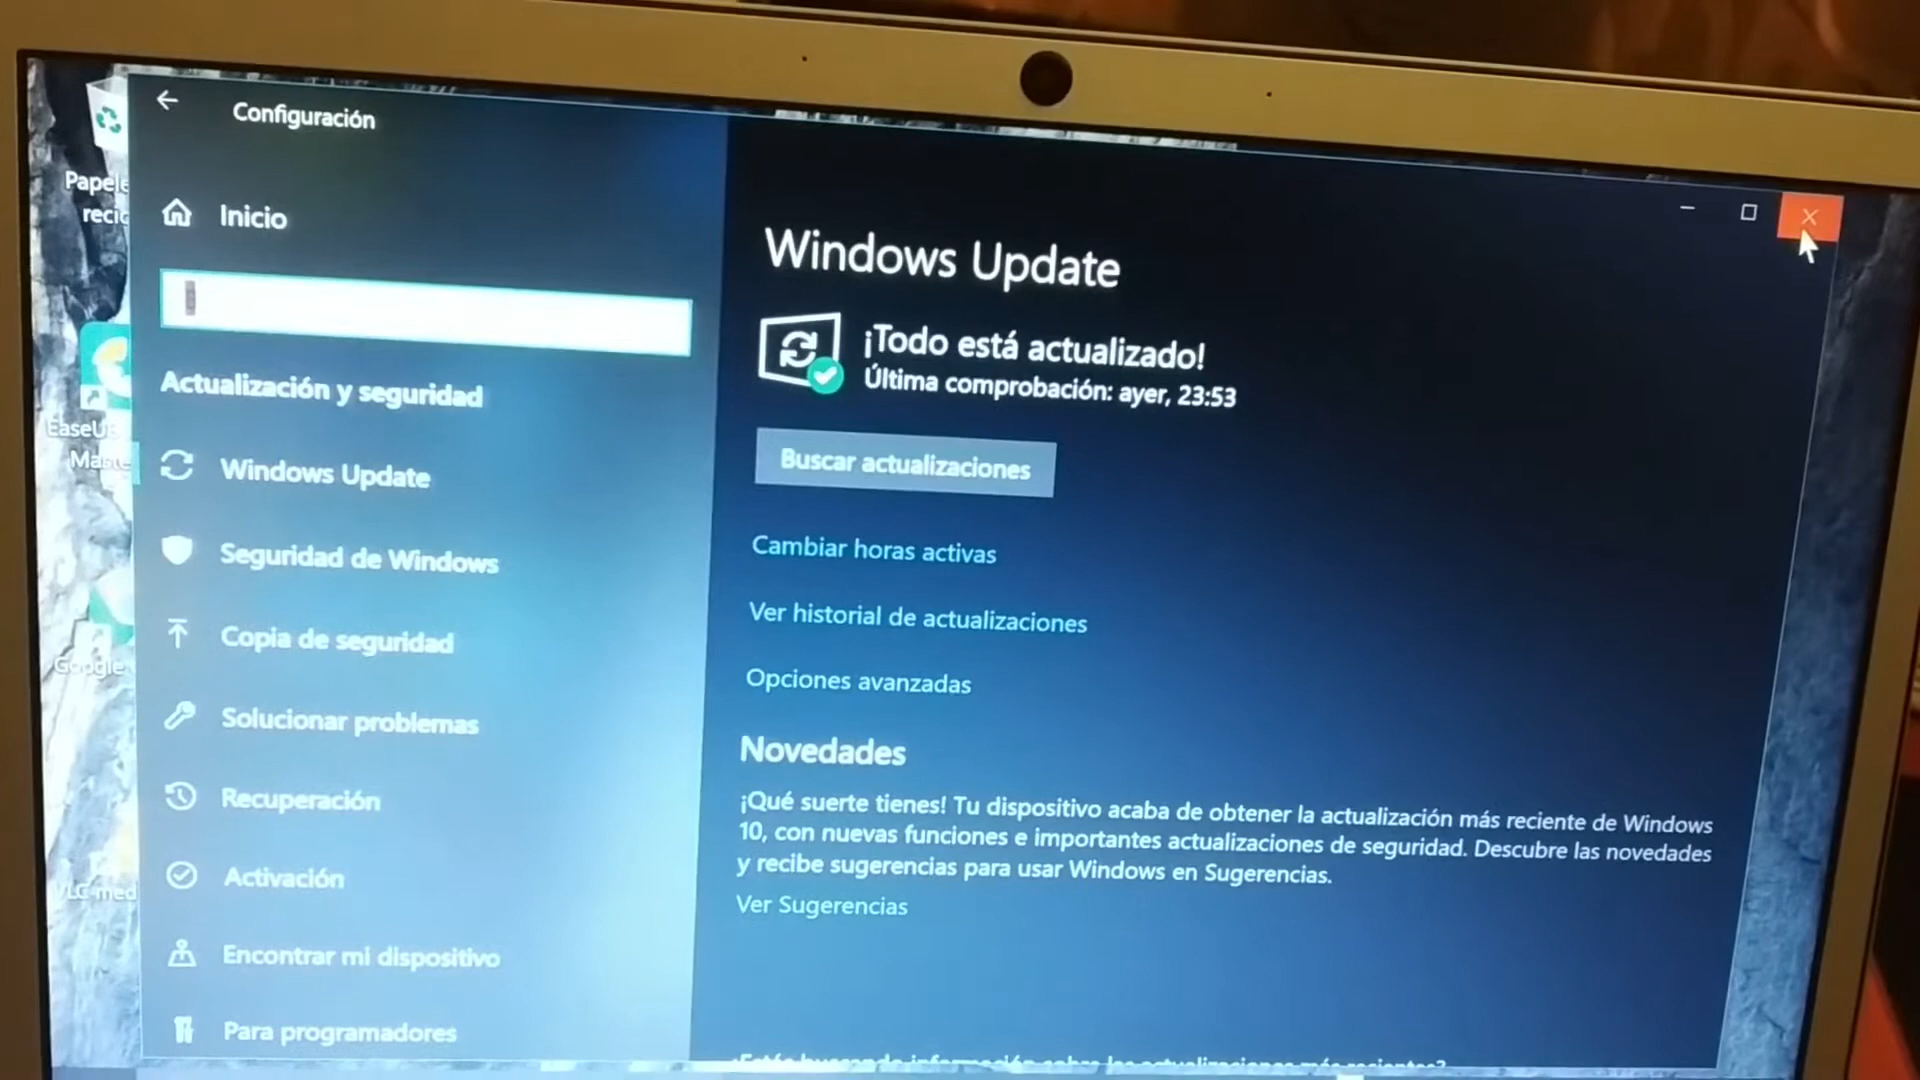 Configuración
Inicio
Actualización y seguridad
Windows Update
Seguridad de Windows
Copia de seguridad
Solucionar problemas
Recuperación
Activación
Encontrar mi dispositivo
Para programadores
Windows Update
¡Todo está actualizado!
Última comprobación: ayer, 23:53
Buscar actualizaciones
Cambiar horas activas
Ver historial de actualizaciones
Opciones avanzadas
Novedades
¡Qué suerte tienes! Tu dispositivo acaba de obtener la actualización más reciente de Windows
10, con nuevas funciones e importantes actualizaciones de seguridad. Descubre las novedades
y recibe sugerencias para usar Windows en Sugerencias.
Ver Sugerencias
Google